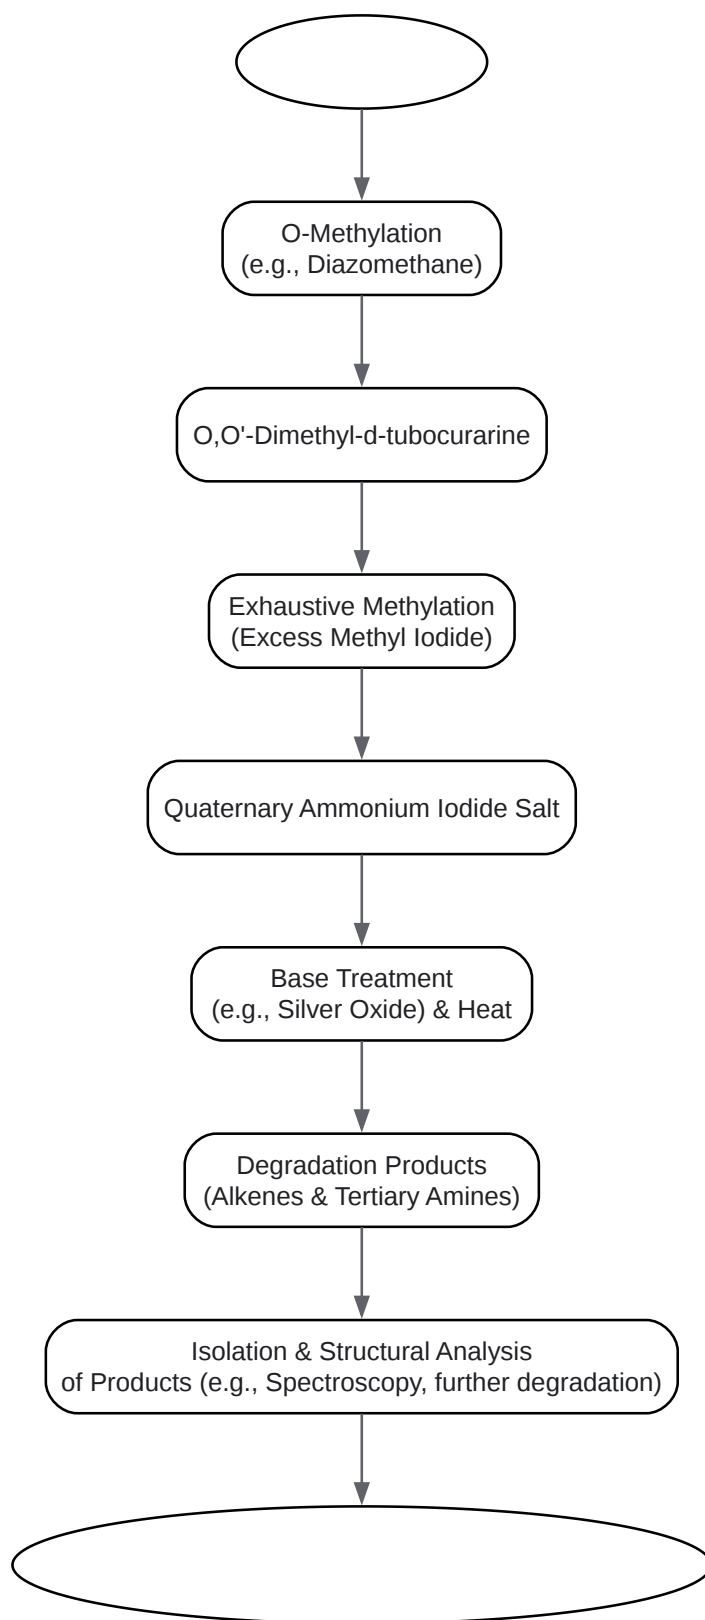 O-Methylation
(e.g., Diazomethane)
O,O'-Dimethyl-d-tubocurarine
Exhaustive Methylation
(Excess Methyl Iodide)
Quaternary Ammonium Iodide Salt
Base Treatment
(e.g., Silver Oxide) & Heat
Degradation Products
(Alkenes & Tertiary Amines)
Isolation & Structural Analysis
of Products (e.g., Spectroscopy, further degradation)